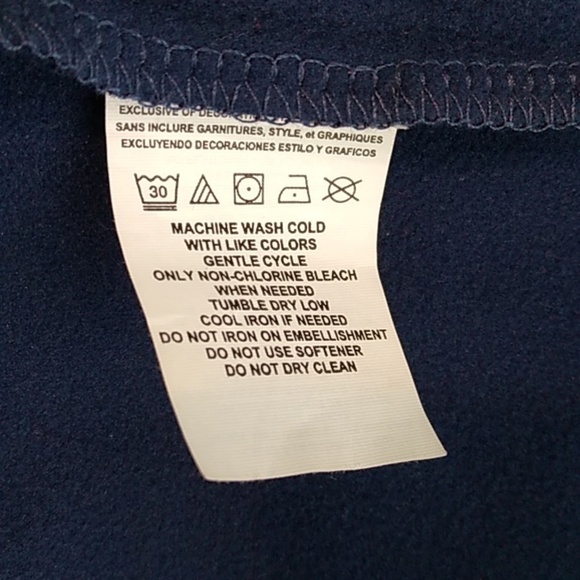 EXCLUSIVE OF
SANS INCLURE GARNITURES, STYLE, et GRAPHIQUES
EXCLUYENDO DECORACIONES ESTILO Y GRAFICOS
30
MACHINE WASH COLD
WITH LIKE COLORS
GENTLE CYCLE
ONLY NON-CHLORINE BLEACH
WHEN NEEDED
TUMBLE DRY LOW
COOL IRON IF NEEDED
DO NOT IRON ON EMBELLISHMENT
DO NOT USE SOFTENER
DO NOT DRY CLEAN